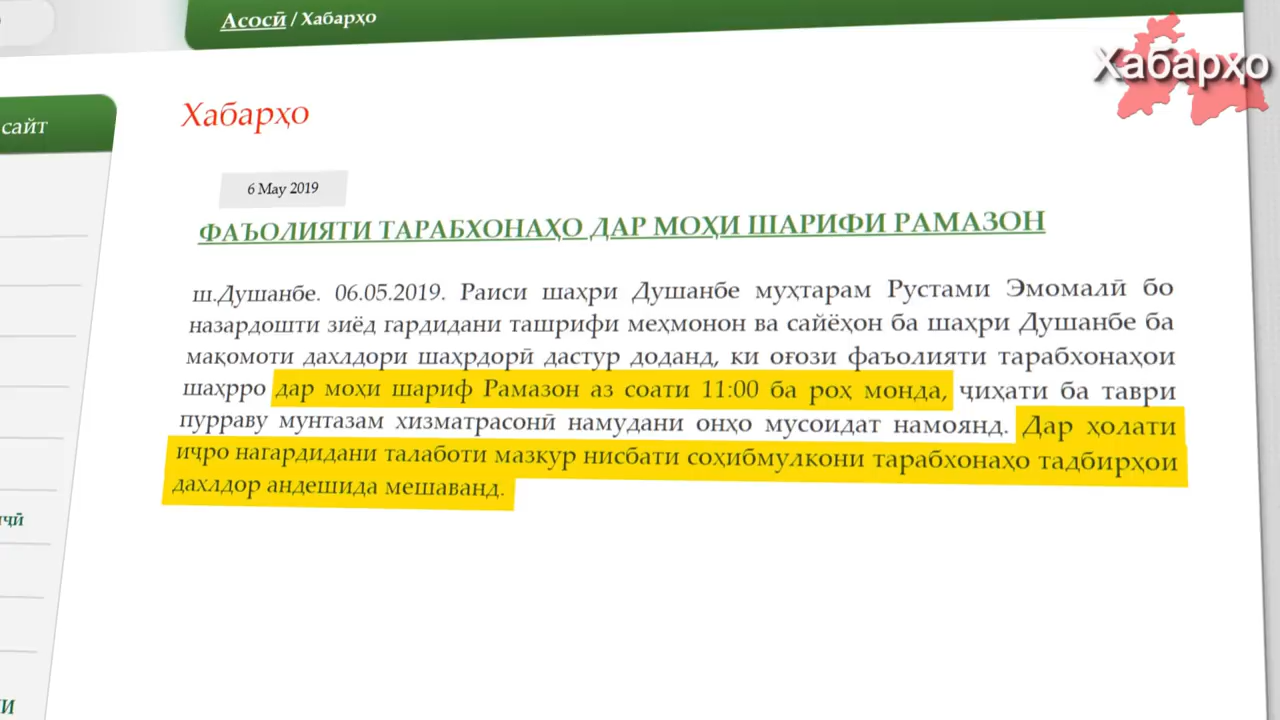 Асосӣ / Хабарҳо
Хабарҳо
сайт
Хабарҳо
6 May 2019
ФАЪОЛИЯТИ ТАРАБХОНАҲО ДАР МОҲИ ШАРИФИ РАМАЗОН
ш.Душанбе. 06.05.2019. Раиси шаҳри Душанбе муҳтарам Рустами Эмомалӣ бо
назардошти зиёд гардидани ташрифи меҳмонон ва сайёҳон ба шаҳри Душанбе ба
мақомоти дахлдори шаҳрдорӣ дастур доданд, ки оғози фаъолияти тарабхонаҳои
шаҳрро дар моҳи шариф Рамазон аз соати 11:00 ба роҳ монда, ҷиҳати ба таври
пурраву мунтазам хизматрасонӣ намудани онҳо мусоидат намоянд. Дар ҳолати
иҷро нагардидани талаботи мазкур нисбати соҳибмулкони тарабхонаҳо тадбирҳои
дахлдор андешида мешаванд.